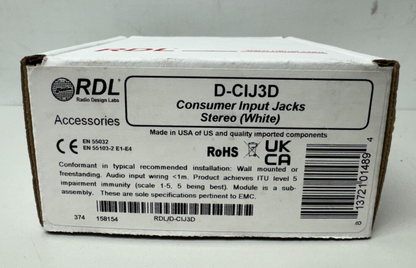 RDL®
Radio Design Labs
Accessories
D-CIJ3D
Consumer Input Jacks
Stereo (White)
Made in USA of US and quality imported components
CE EN 55032
EN 55103-2 E1-E4
RoHS
UK
CA
Conformant in typical recommended installation: Wall mounted or
freestanding. Audio input wiring <1m. Product achieves ITU level 5
impairment immunity (scale 1-5, 5 being best). Module is a sub-
assembly. These are sole specifications pertinent to EMC.
374 158154 RDL/D-CIJ3D